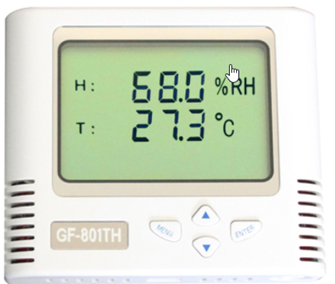 H: 68.0 %RH
T: 27.3 °C
GF-801TH
MENU
ENTER